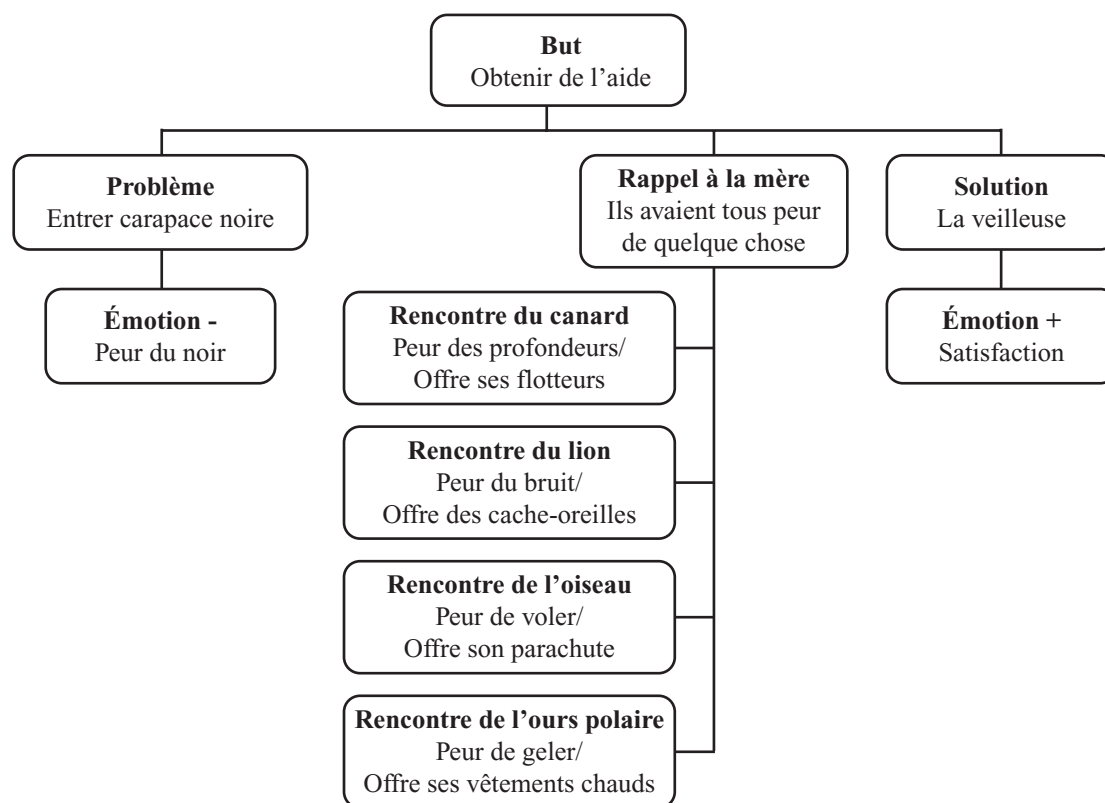 But
Obtenir de l’aide
Problème
Entrer carapace noire
Émotion -
Peur du noir
Rappel à la mère
Ils avaient tous peur
de quelque chose
Rencontre du canard
Peur des profondeurs/
Offre ses flotteurs
Rencontre du lion
Peur du bruit/
Offre des cache-oreilles
Rencontre de l’oiseau
Peur de voler/
Offre son parachute
Rencontre de l’ours polaire
Peur de geler/
Offre ses vêtements chauds
Solution
La veilleuse
Émotion +
Satisfaction